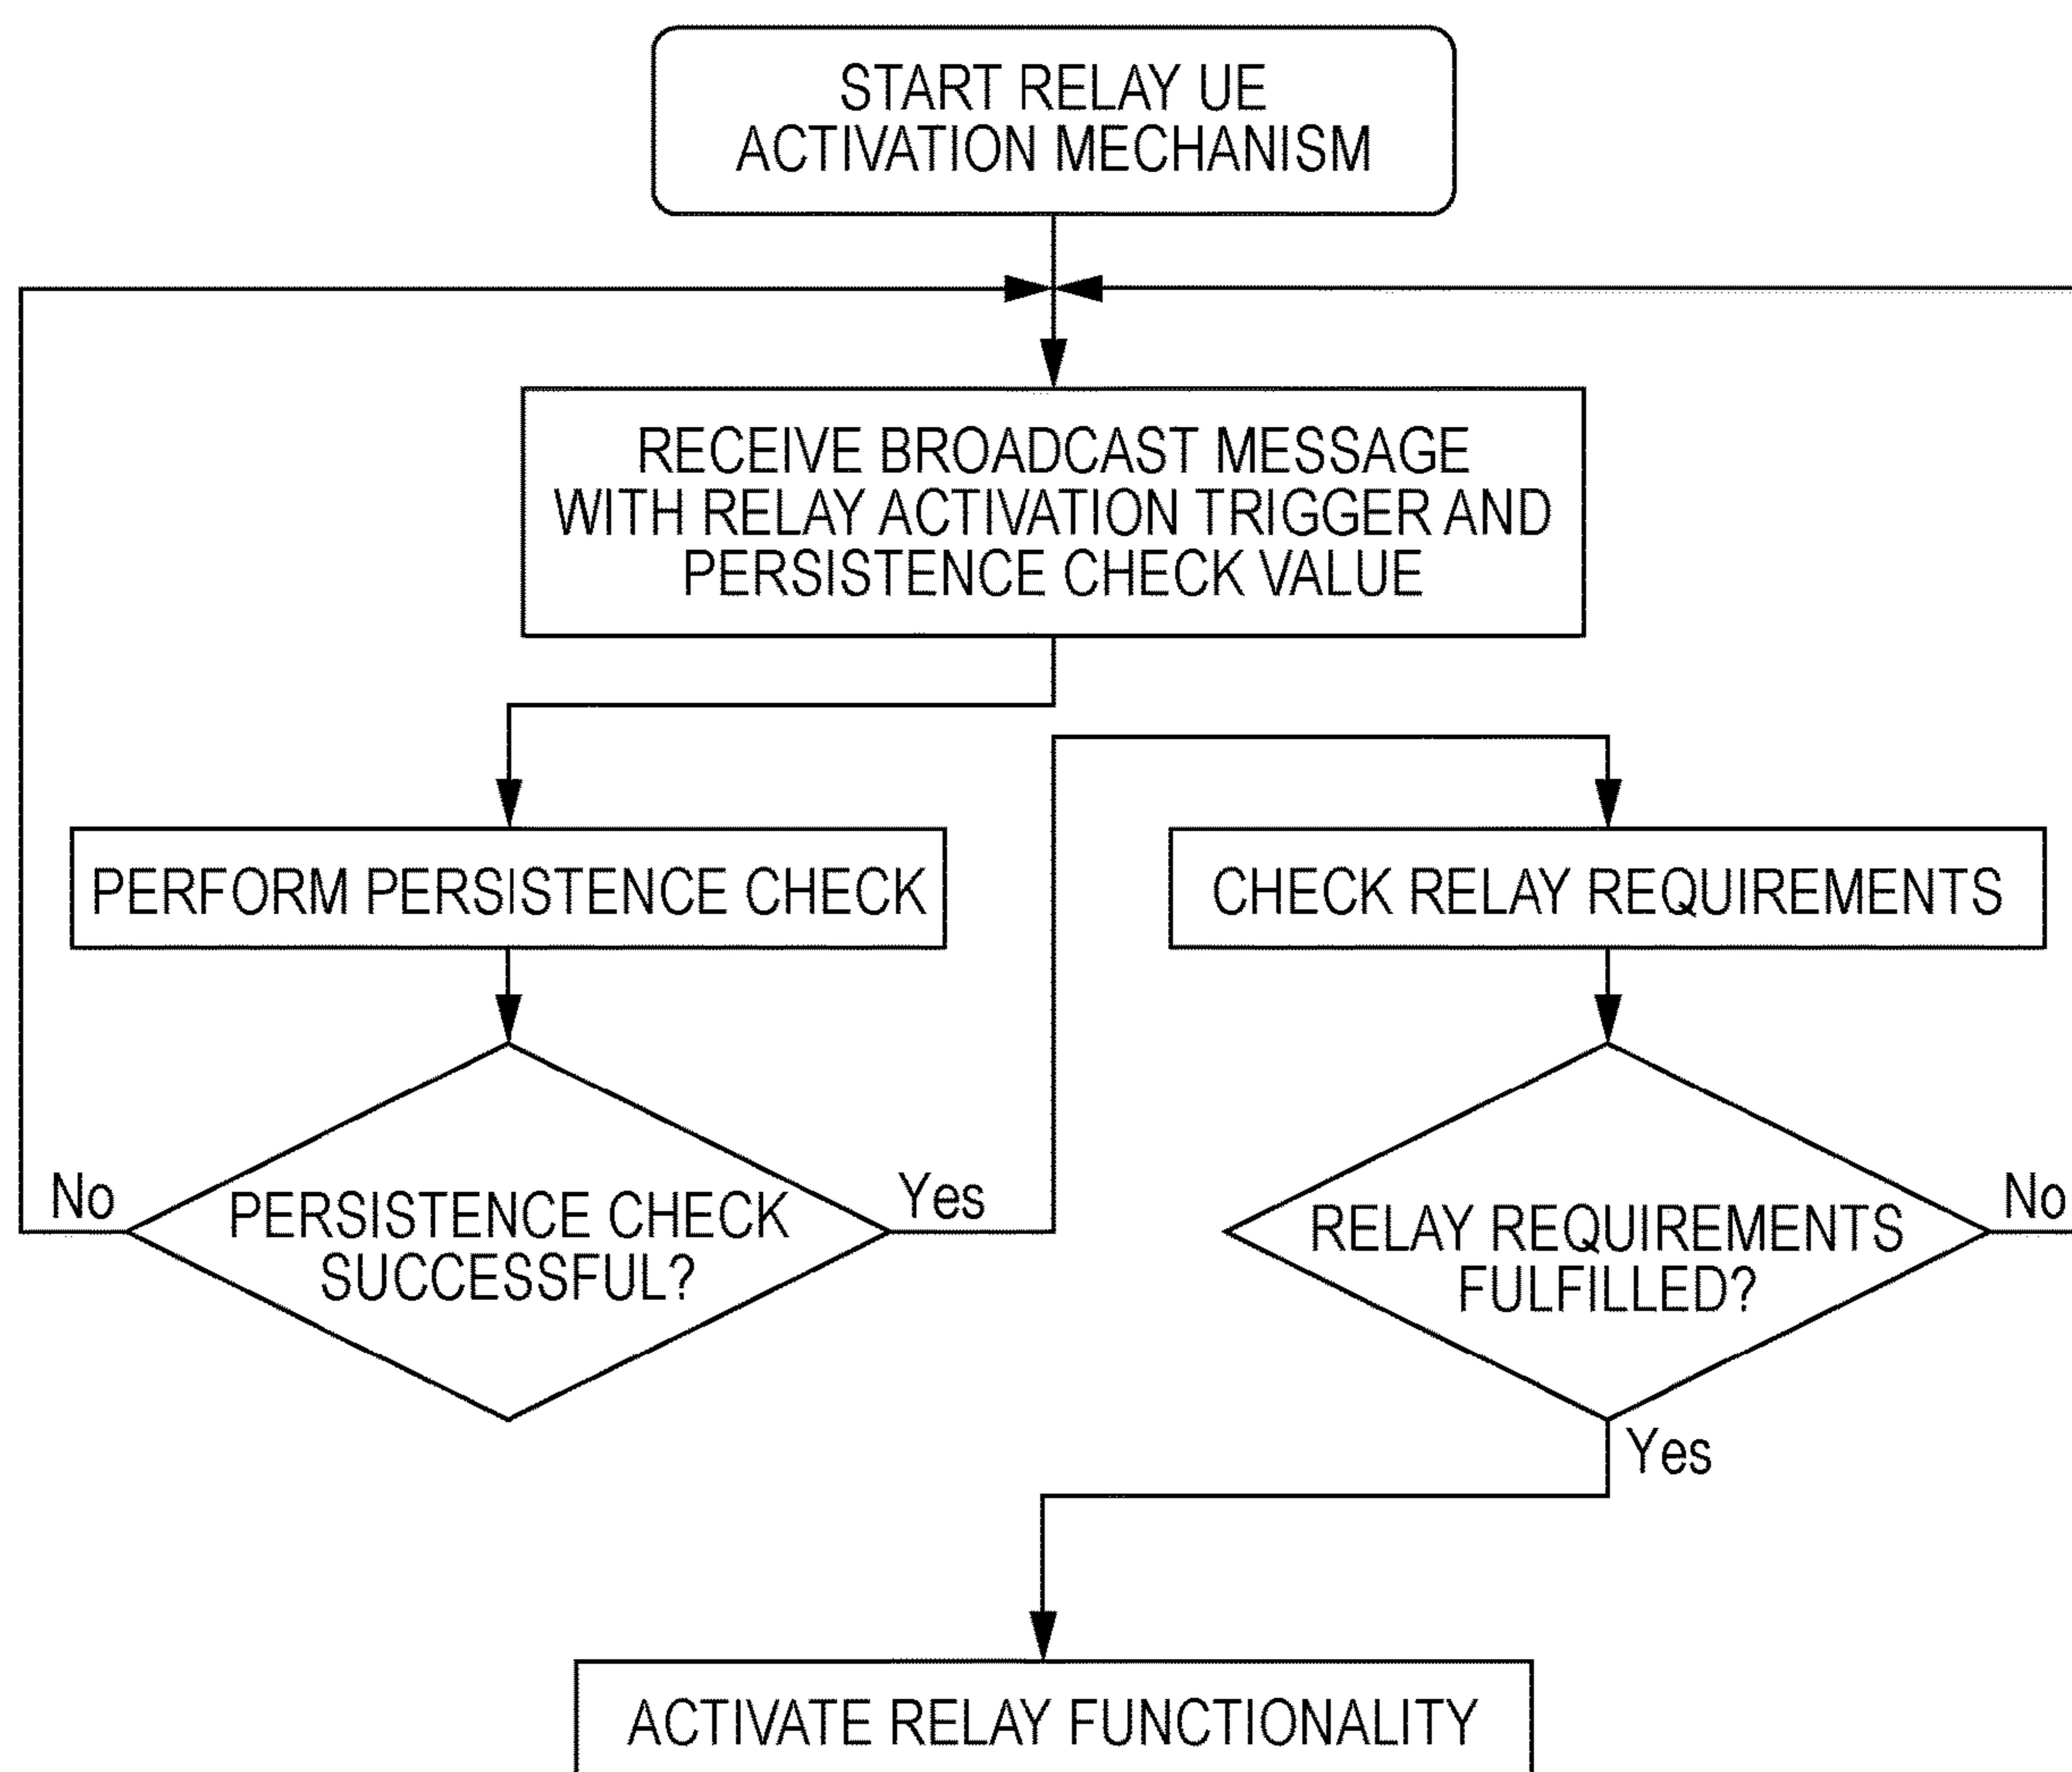 START RELAY UE
ACTIVATION MECHANISM
RECEIVE BROADCAST MESSAGE
WITH RELAY ACTIVATION TRIGGER AND
PERSISTENCE CHECK VALUE
PERFORM PERSISTENCE CHECK
CHECK RELAY REQUIREMENTS
No
PERSISTENCE CHECK
SUCCESSFUL?
Yes
RELAY REQUIREMENTS
FULFILLED?
No
Yes
ACTIVATE RELAY FUNCTIONALITY